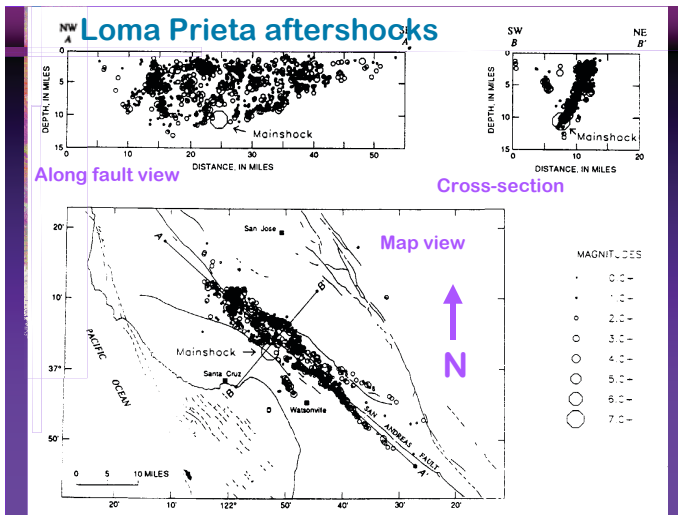 Loma Prieta aftershocks
NW
A
SE
A'
0
5
10
15
DEPTH, IN MILES
Mainshock
0 10 20 30 40 50
DISTANCE, IN MILES
Along fault view
SW
B
NE
B'
0
5
10
15
DEPTH, IN MILES
Mainshock
0 10 20
DISTANCE, IN MILES
Cross-section
20'
10'
37°
50'
A
San Jose
Map view
B'
Mainshock
N
PACIFIC OCEAN
Santa Cruz
B
Watsonville
SAN ANDREAS FAULT
A'
0 5 10 MILES
20' 10' 122° 50' 40' 30' 20'
MAGNITUDES
0.0+
1.0+
2.0+
3.0+
4.0+
5.0+
6.0+
7.0+